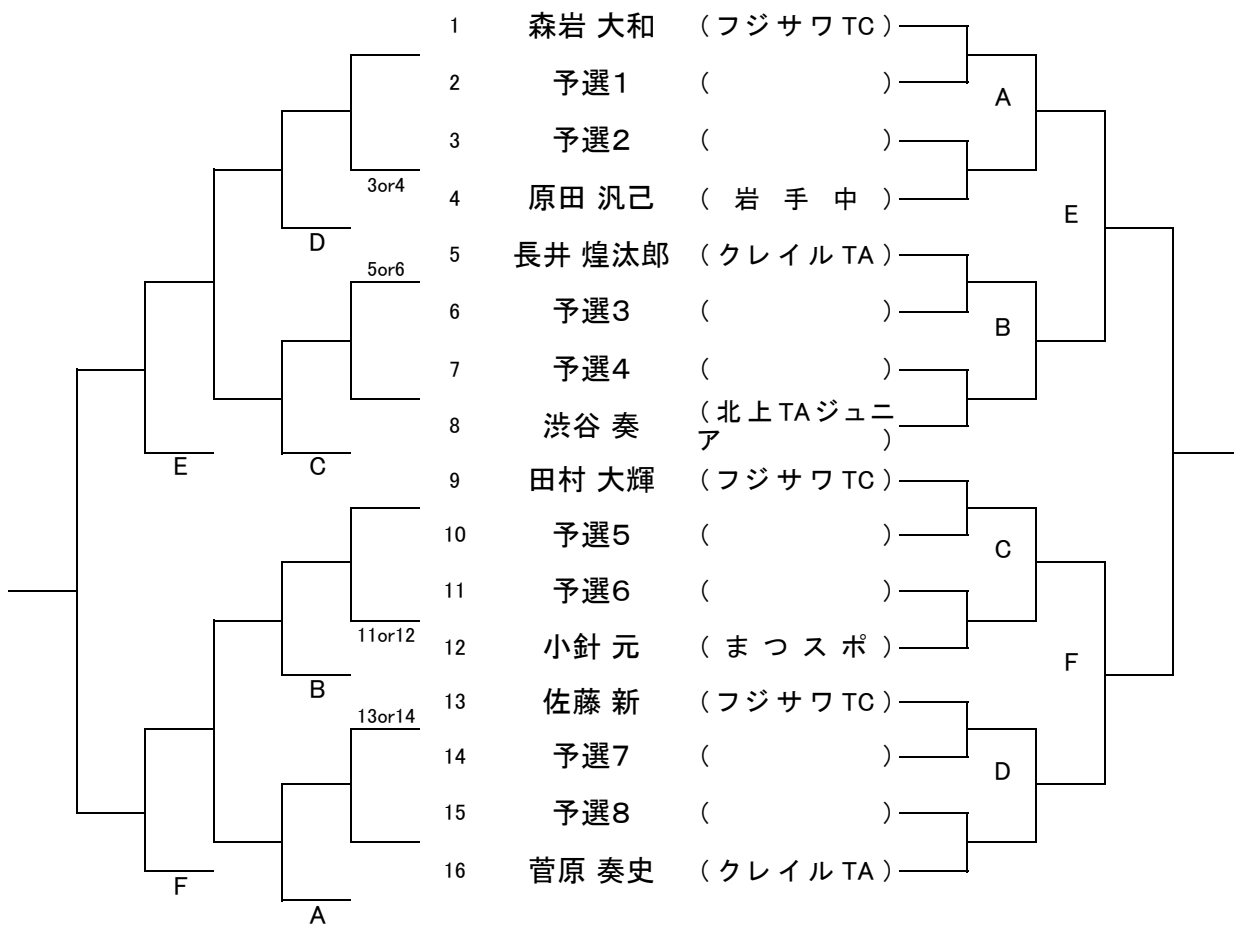 1 森岩 大和 (フジサワTC)
2 予選1 ( )
A
3 予選2 ( )
3or4
4 原田 汎己 (岩手中)
E
D
5 長井 煌汰郎 (クレイルTA)
5or6
6 予選3 ( )
B
7 予選4 ( )
8 渋谷 奏 (北上TAジュニ
ア )
E
C
9 田村 大輝 (フジサワTC)
10 予選5 ( )
C
11 予選6 ( )
11or12
12 小針 元 (まつスポ)
F
B
13 佐藤 新 (フジサワTC)
13or14
14 予選7 ( )
D
15 予選8 ( )
16 菅原 奏史 (クレイルTA)
F
A